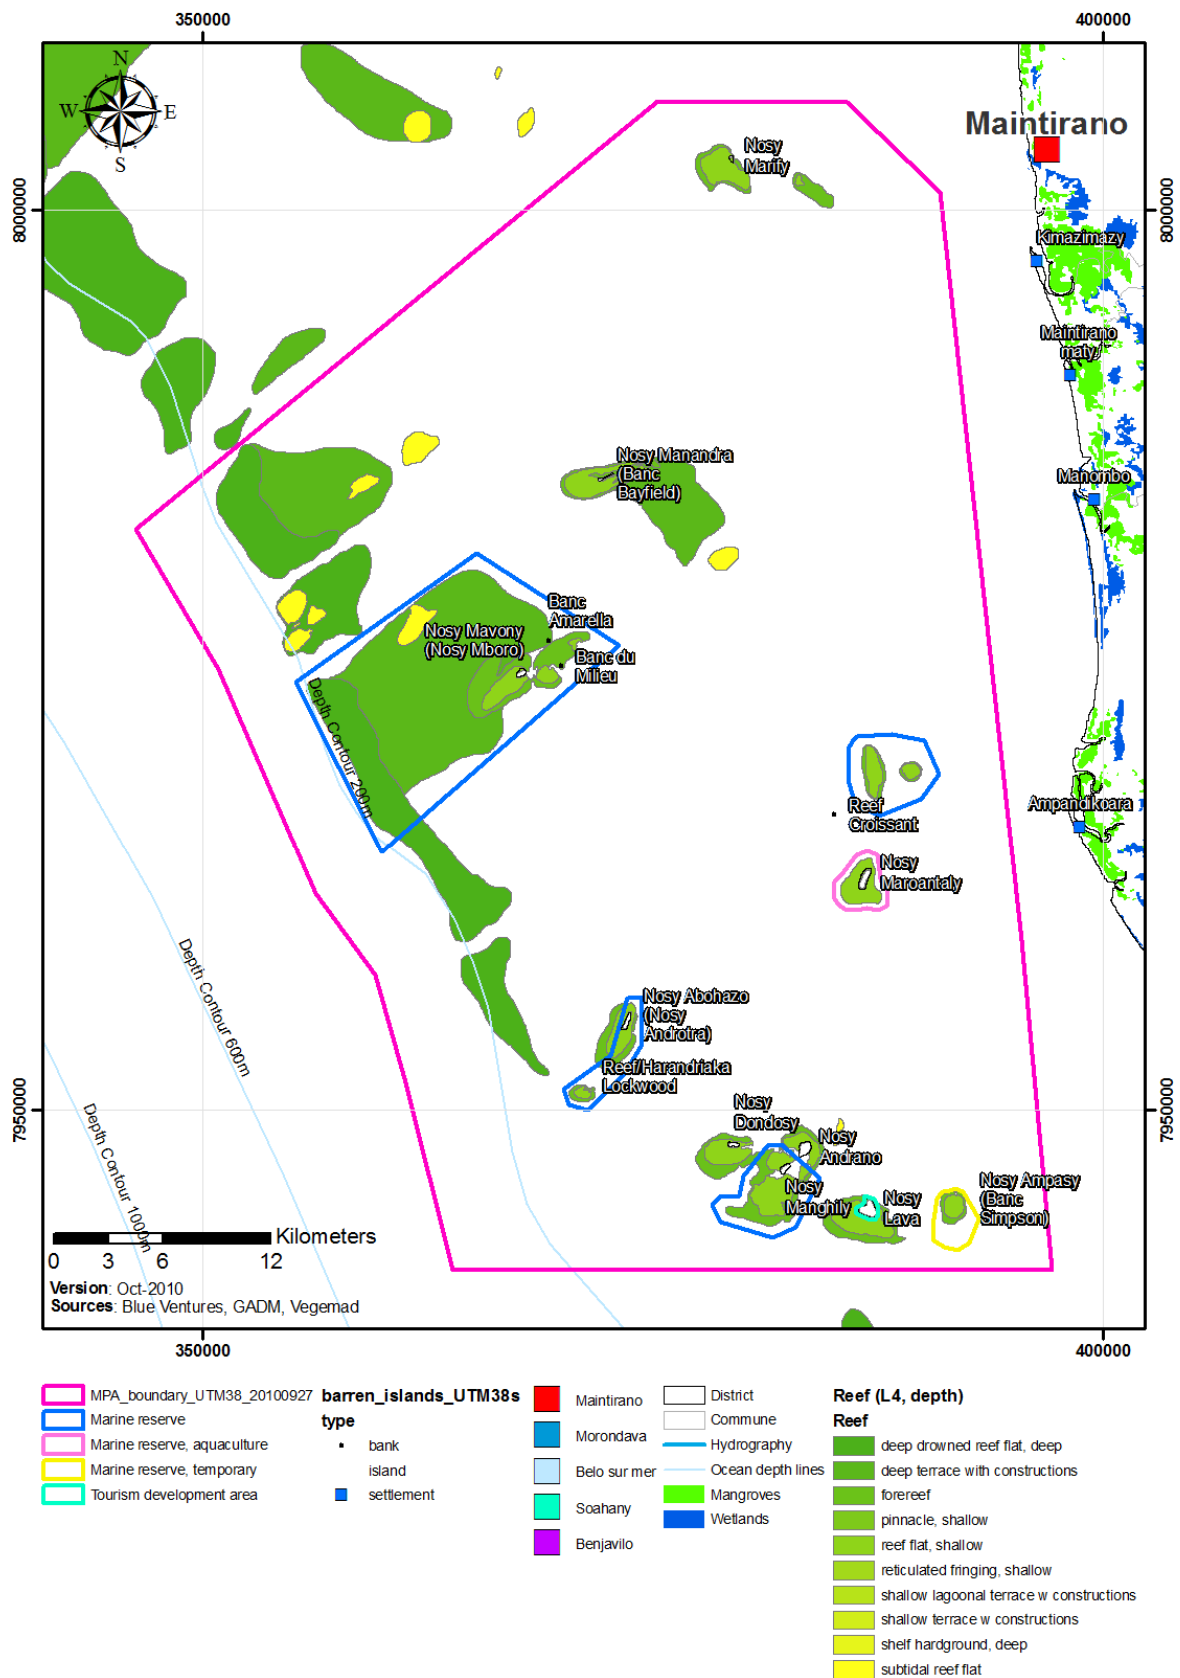 350000
400000
N
W
E
S
Maintirano
Nosy
Marify
8000000
8000000
Kimazimazy
Maintirano
maty
Nosy Manandra
(Banc
Bayfield)
Manombo
Banc
Amarella
Nosy Mavony
(Nosy Mboro)
Banc du
Milieu
Depth Contour 200m
Reef
Croissant
Ampandikoara
Nosy
Maroantaly
Depth Contour 600m
Nosy Abohazo
(Nosy
Androtra)
Reef/Harandriaka
Lockwood
7950000
7950000
Depth Contour 1000m
Nosy
Dondosy
Nosy
Andrano
Nosy
Manghily
Nosy
Lava
Nosy Ampasy
(Banc
Simpson)
Kilometers
0 3 6 12
Version: Oct-2010
Sources: Blue Ventures, GADM, Vegemad
350000
400000
MPA_boundary_UTM38_20100927
Marine reserve
Marine reserve, aquaculture
Marine reserve, temporary
Tourism development area
barren_islands_UTM38s
type
bank
island
settlement
Maintirano
Morondava
Belo sur mer
Soahany
Benjavilo
District
Commune
Hydrography
Ocean depth lines
Mangroves
Wetlands
Reef (L4, depth)
Reef
deep drowned reef flat, deep
deep terrace with constructions
forereef
pinnacle, shallow
reef flat, shallow
reticulated fringing, shallow
shallow lagoonal terrace w constructions
shallow terrace w constructions
shelf hardground, deep
subtidal reef flat